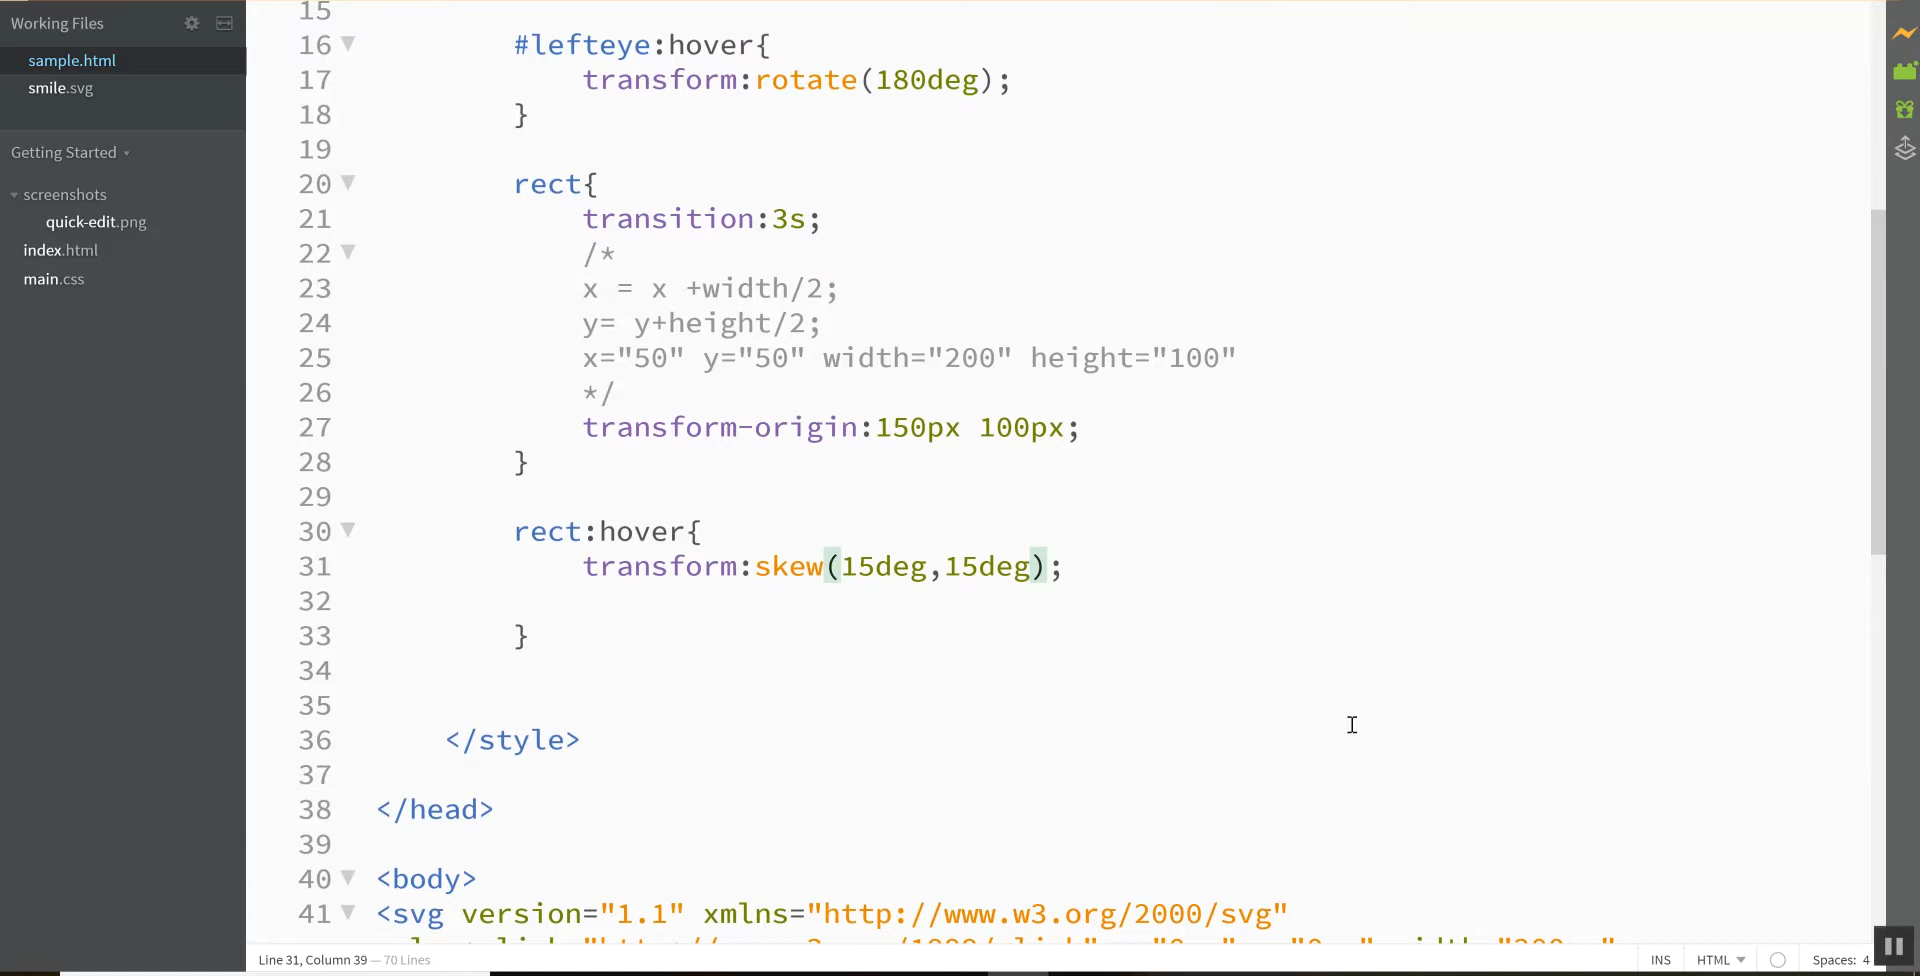 Working Files
sample.html
smile.svg
Getting Started
screenshots
quick-edit.png
index.html
main.css
15
16 #lefteye:hover{
17 transform:rotate(180deg);
18 }
19
20 rect{
21 transition:3s;
22 /*
23 x = x +width/2;
24 y= y+height/2;
25 x="50" y="50" width="200" height="100"
26 */
27 transform-origin:150px 100px;
28 }
29
30 rect:hover{
31 transform:skew(15deg,15deg);
32
33 }
34
35
36 </style>
37
38 </head>
39
40 <body>
41 <svg version="1.1" xmlns="http://www.w3.org/2000/svg"
Line 31, Column 39 — 70 Lines
INS HTML Spaces: 4